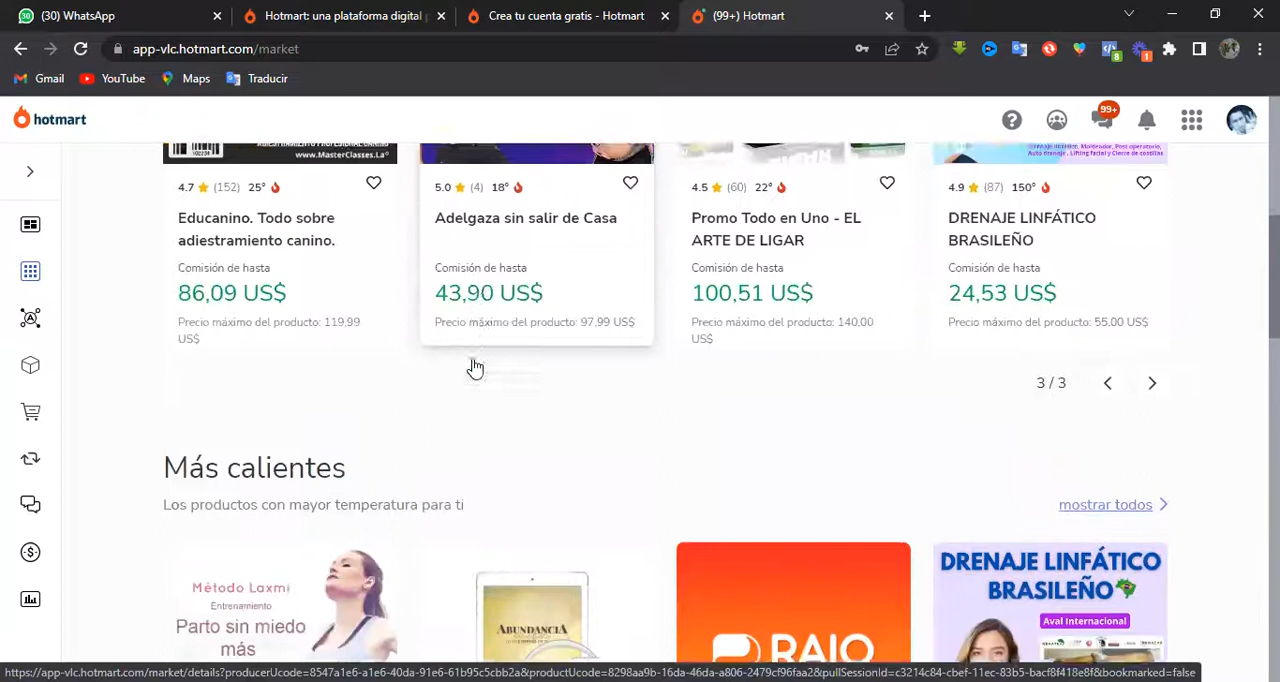 (30) WhatsApp
Hotmart: una plataforma digital p
Crea tu cuenta gratis - Hotmart
(99+) Hotmart
app-vlc.hotmart.com/market
8
1
Gmail
YouTube
Maps
Traducir
hotmart
99+
www.MasterClasses.La
4.7 (152) 25°
5.0 (4) 18°
4.5 (60) 22°
4.9 (87) 150°
Educanino. Todo sobre
adiestramiento canino.
Adelgaza sin salir de Casa
Promo Todo en Uno - EL
ARTE DE LIGAR
DRENAJE LINFÁTICO
BRASILEÑO
Comisión de hasta
Comisión de hasta
Comisión de hasta
Comisión de hasta
86,09 US$
43,90 US$
100,51 US$
24,53 US$
Precio máximo del producto: 119,99
US$
Precio máximo del producto: 97,99 US$
Precio máximo del producto: 140,00
US$
Precio máximo del producto: 55,00 US$
3 / 3
Más calientes
Los productos con mayor temperatura para ti
mostrar todos
Método Laxmi
Entrenamiento
Parto sin miedo
más
ABUNDANCIA
RAIO
DRENAJE LINFÁTICO
BRASILEÑO
Aval Internacional
https://app-vlc.hotmart.com/market/details?producerUcode=8547a1e6-a1e6-40da-91e6-61b95c5cbb2a&productUcode=8298aa9b-16da-46da-a806-2479cf96faa2&pullSessionId=c3214c84-cbef-11ec-83b5-bacf8f418e8f&bookmarked=false